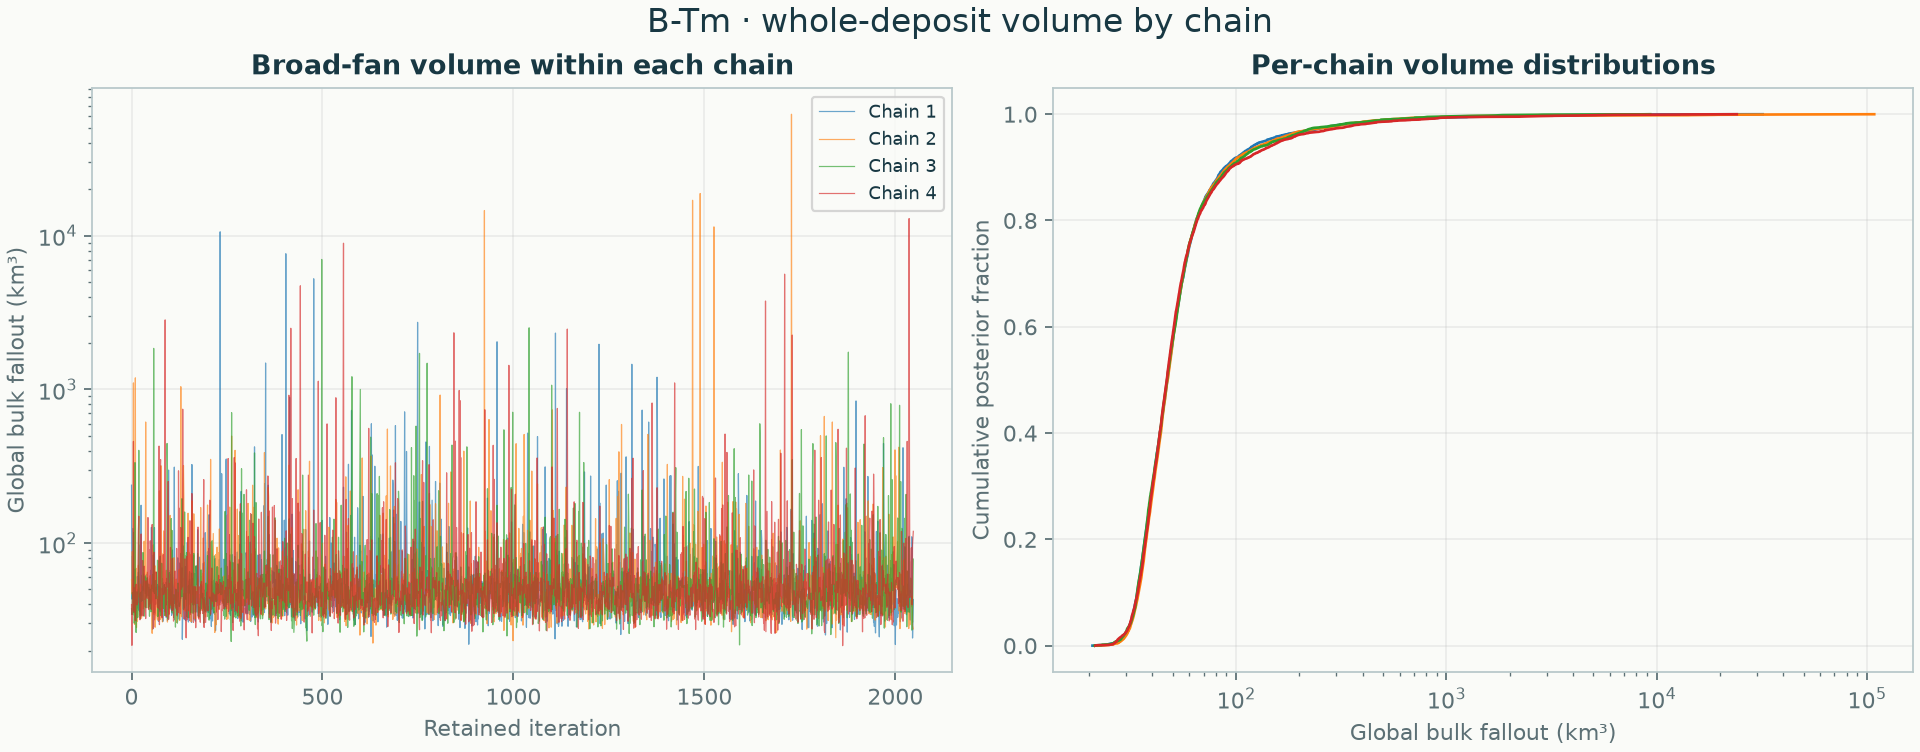 B-Tm · whole-deposit volume by chain
Broad-fan volume within each chain
Global bulk fallout (km³)
10⁴
10³
10²
Chain 1
Chain 2
Chain 3
Chain 4
0 500 1000 1500 2000
Retained iteration
Per-chain volume distributions
Cumulative posterior fraction
1.0
0.8
0.6
0.4
0.2
0.0
10² 10³ 10⁴ 10⁵
Global bulk fallout (km³)